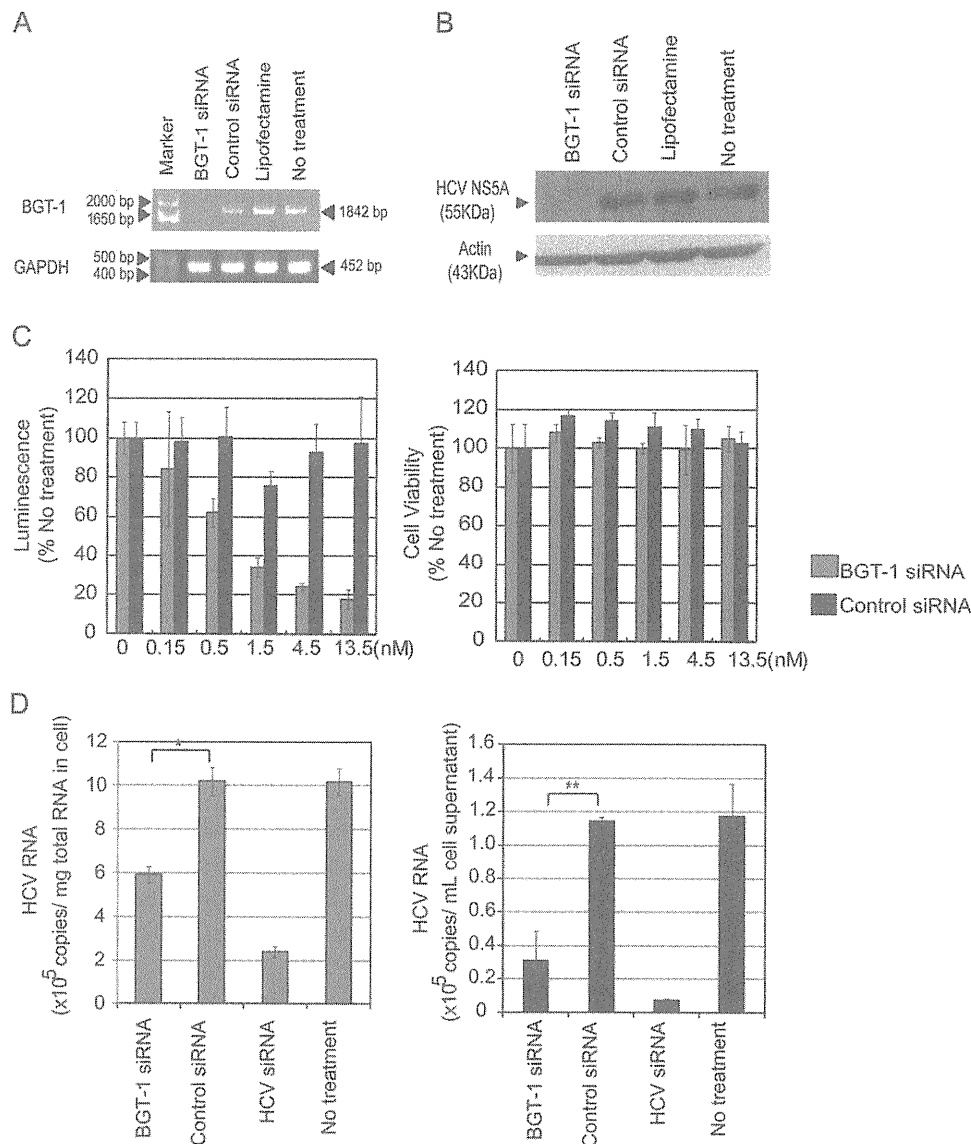 A
Marker
BGT-1 siRNA
Control siRNA
Lipofectamine
No treatment
BGT-1
2000 bp
1650 bp
1842 bp
GAPDH
500 bp
400 bp
452 bp
B
BGT-1 siRNA
Control siRNA
Lipofectamine
No treatment
HCV NS5A
(55KDa)
Actin
(43KDa)
C
Luminescence
(% No treatment)
140
120
100
80
60
40
20
0
0 0.15 0.5 1.5 4.5 13.5(nM)
Cell Viability
(% No treatment)
140
120
100
80
60
40
20
0
0 0.15 0.5 1.5 4.5 13.5(nM)
BGT-1 siRNA
Control siRNA
D
HCV RNA
(x10⁵ copies/ mg total RNA in cell)
12
10
8
6
4
2
0
*
BGT-1 siRNA
Control siRNA
HCV siRNA
No treatment
HCV RNA
(x10⁵ copies/ mL cell supernatant)
1.6
1.4
1.2
1.0
0.8
0.6
0.4
0.2
0
**
BGT-1 siRNA
Control siRNA
HCV siRNA
No treatment